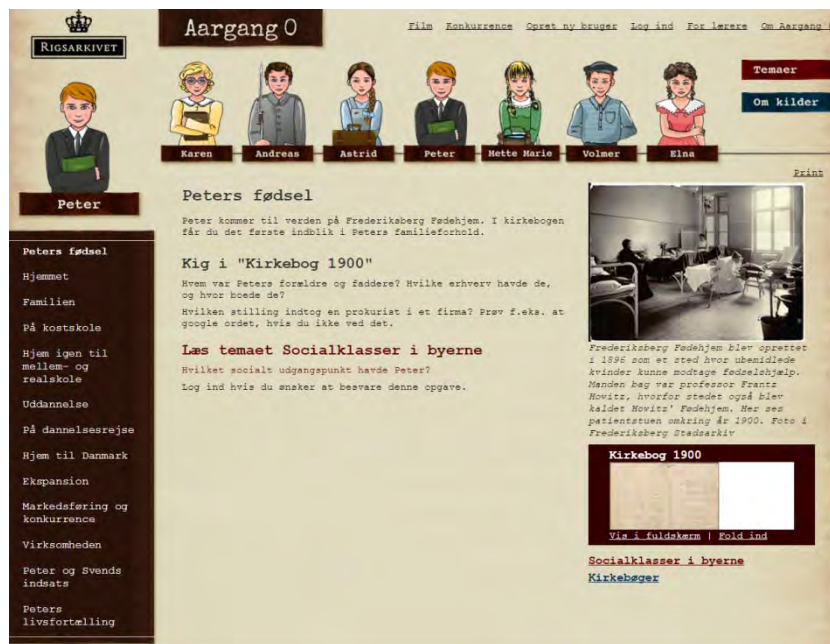 RIGSARKIVET
Aargang 0
Film Konkurrence Opret ny bruger Log ind For lærere Om Aargang
Temaer
Om kilder
Karen
Andreas
Astrid
Peter
Mette Marie
Volmer
Elna
Print
Peter
Peters fødsel
Hjemmet
Familien
På kostskole
Hjem igen til
mellem- og
realskole
Uddannelse
På dannelsesrejse
Hjem til Danmark
Ekspansion
Markedsføring og
konkurrence
Virksomheden
Peter og Svends
indsats
Peters
livsfortælling
Peters fødsel
Peter kommer til verden på Frederiksberg Fødehjem. I kirkebogen
får du det første indblik i Peters familieforhold.
Kig i "Kirkebog 1900"
Hvem var Peters forældre og faddere? Hvilke erhverv havde de,
og hvor boede de?
Hvilken stilling indtog en prokurist i et firma? Prøv f.eks. at
google ordet, hvis du ikke ved det.
Læs temaet Socialklasser i byerne
Hvilket socialt udgangspunkt havde Peter?
Log ind hvis du ønsker at besvare denne opgave.
Frederiksberg Fødehjem blev oprettet
i 1896 som et sted hvor ubemidlede
kvinder kunne modtage fødselshjælp.
Manden bag var professor Frantz
Howitz, hvorfor stedet også blev
kaldet Howitz' Fødehjem. Her ses
patientstuen omkring år 1900. Foto i
Frederiksberg Stadsarkiv
Kirkebog 1900
Vis i fuldskærm | Fold ind
Socialklasser i byerne
Kirkebøger